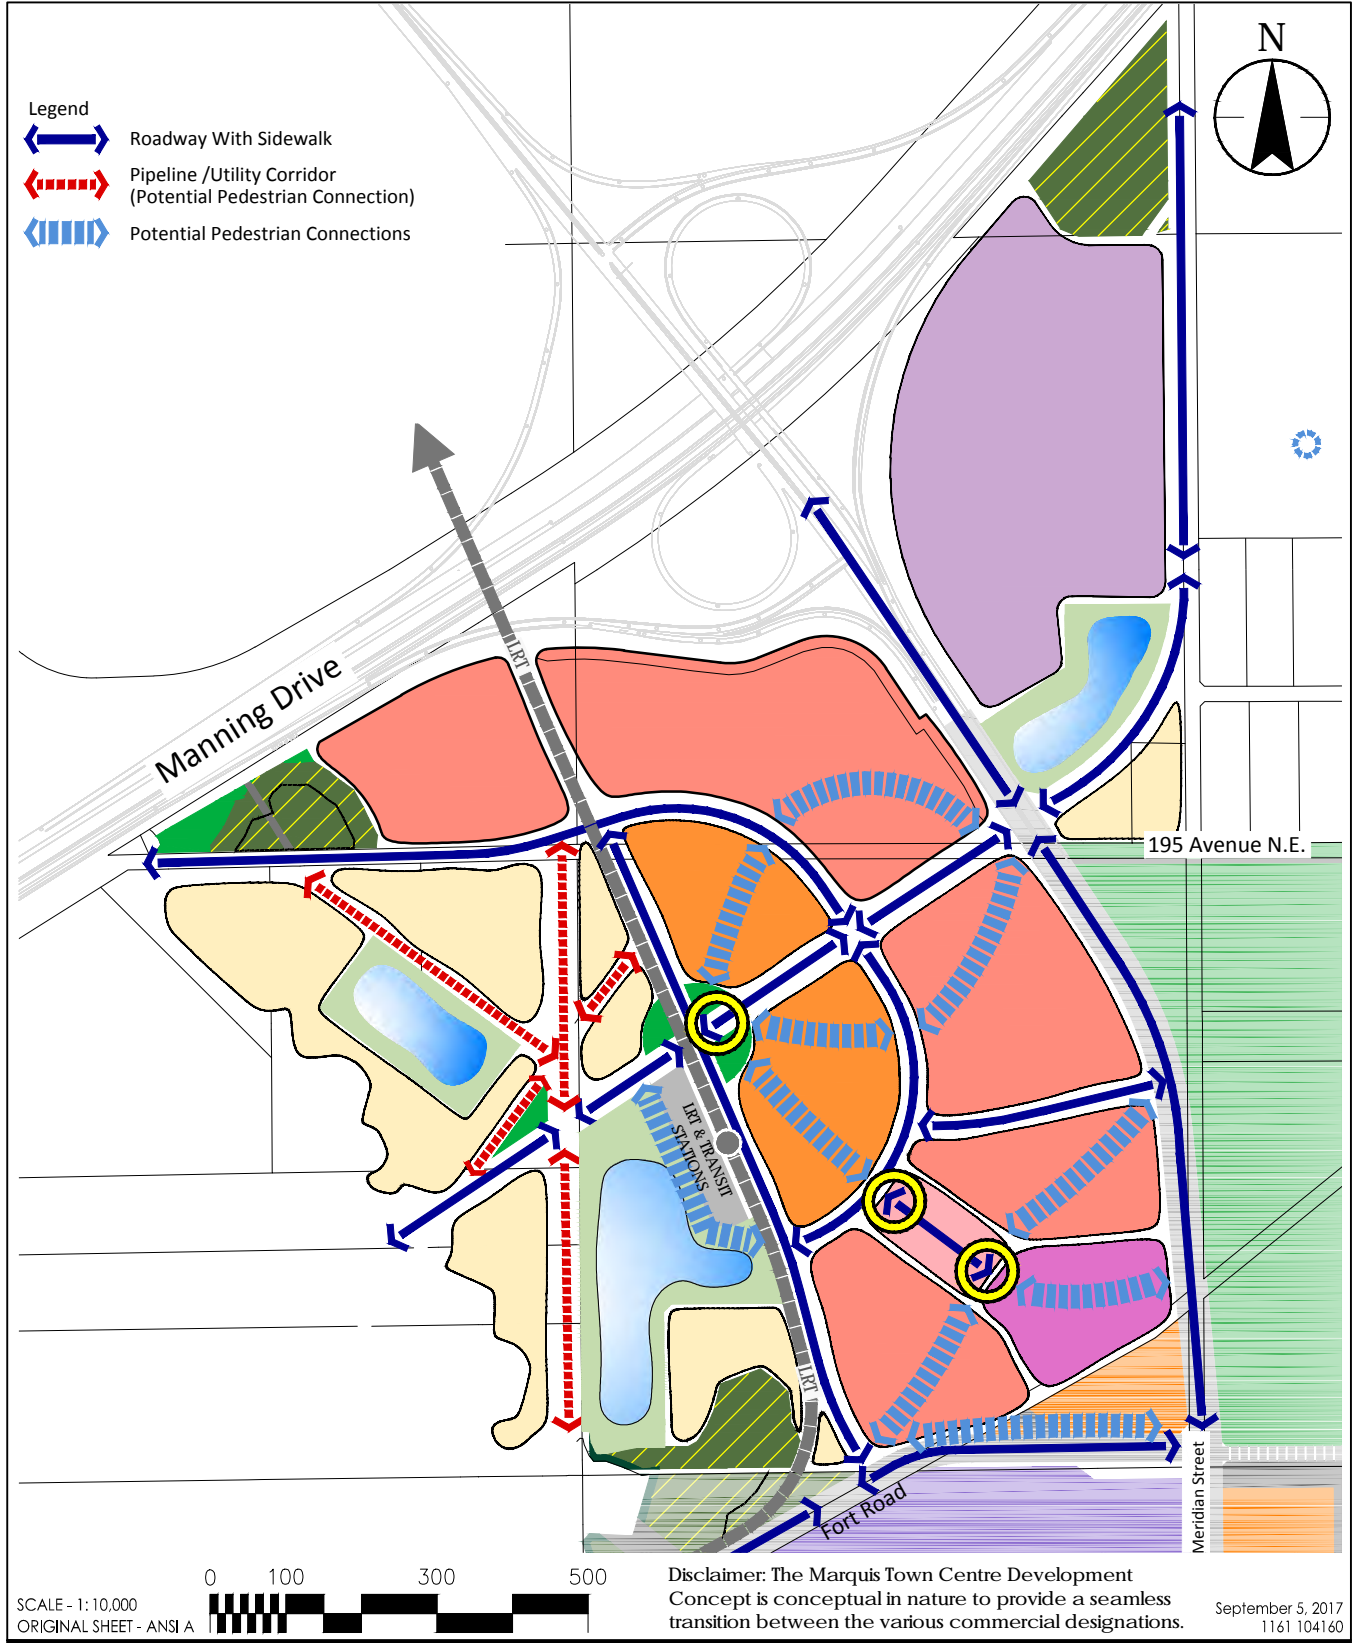 N
Legend
Roadway With Sidewalk
Pipeline /Utility Corridor
(Potential Pedestrian Connection)
Potential Pedestrian Connections
LRT
Manning Drive
195 Avenue N.E.
LRT & TRANSIT
STATIONS
LRT
Meridian Street
Fort Road
0 100 300 500
SCALE - 1: 10,000
ORIGINAL SHEET - ANSI A
Disclaimer: The Marquis Town Centre Development
Concept is conceptual in nature to provide a seamless
transition between the various commercial designations.
September 5, 2017
1161 104160